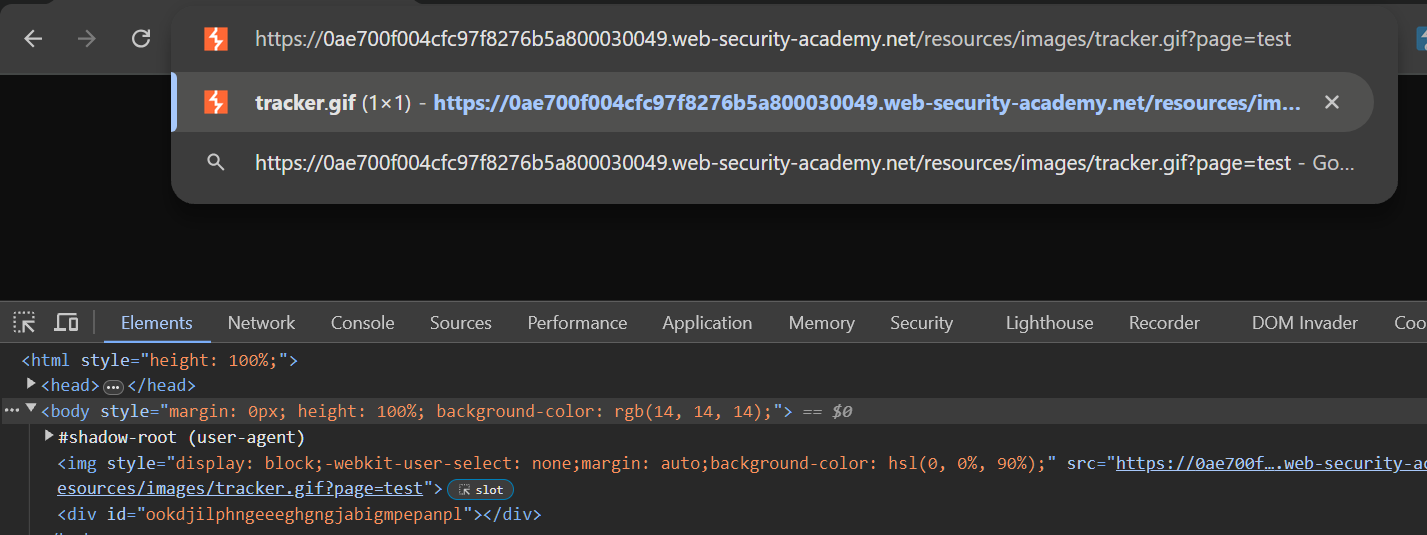 https://0ae700f004cfc97f8276b5a800030049.web-security-academy.net/resources/images/tracker.gif?page=test
tracker.gif (1×1) - https://0ae700f004cfc97f8276b5a800030049.web-security-academy.net/resources/im...
https://0ae700f004cfc97f8276b5a800030049.web-security-academy.net/resources/images/tracker.gif?page=test - Go...
Elements Network Console Sources Performance Application Memory Security Lighthouse Recorder DOM Invader Coo
<html style="height: 100%;">
<head>…</head>
<body style="margin: 0px; height: 100%; background-color: rgb(14, 14, 14);"> == $0
#shadow-root (user-agent)
<img style="display: block;-webkit-user-select: none;margin: auto;background-color: hsl(0, 0%, 90%);" src="https://0ae700f….web-security-ac
esources/images/tracker.gif?page=test"> slot
<div id="ookdjilphngeeeghgngjabigmpepanpl"></div>